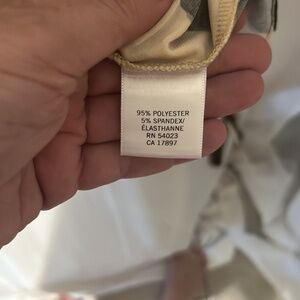 95% POLYESTER
5% SPANDEX/
ÉLASTHANNE
RN 54023
CA 17897